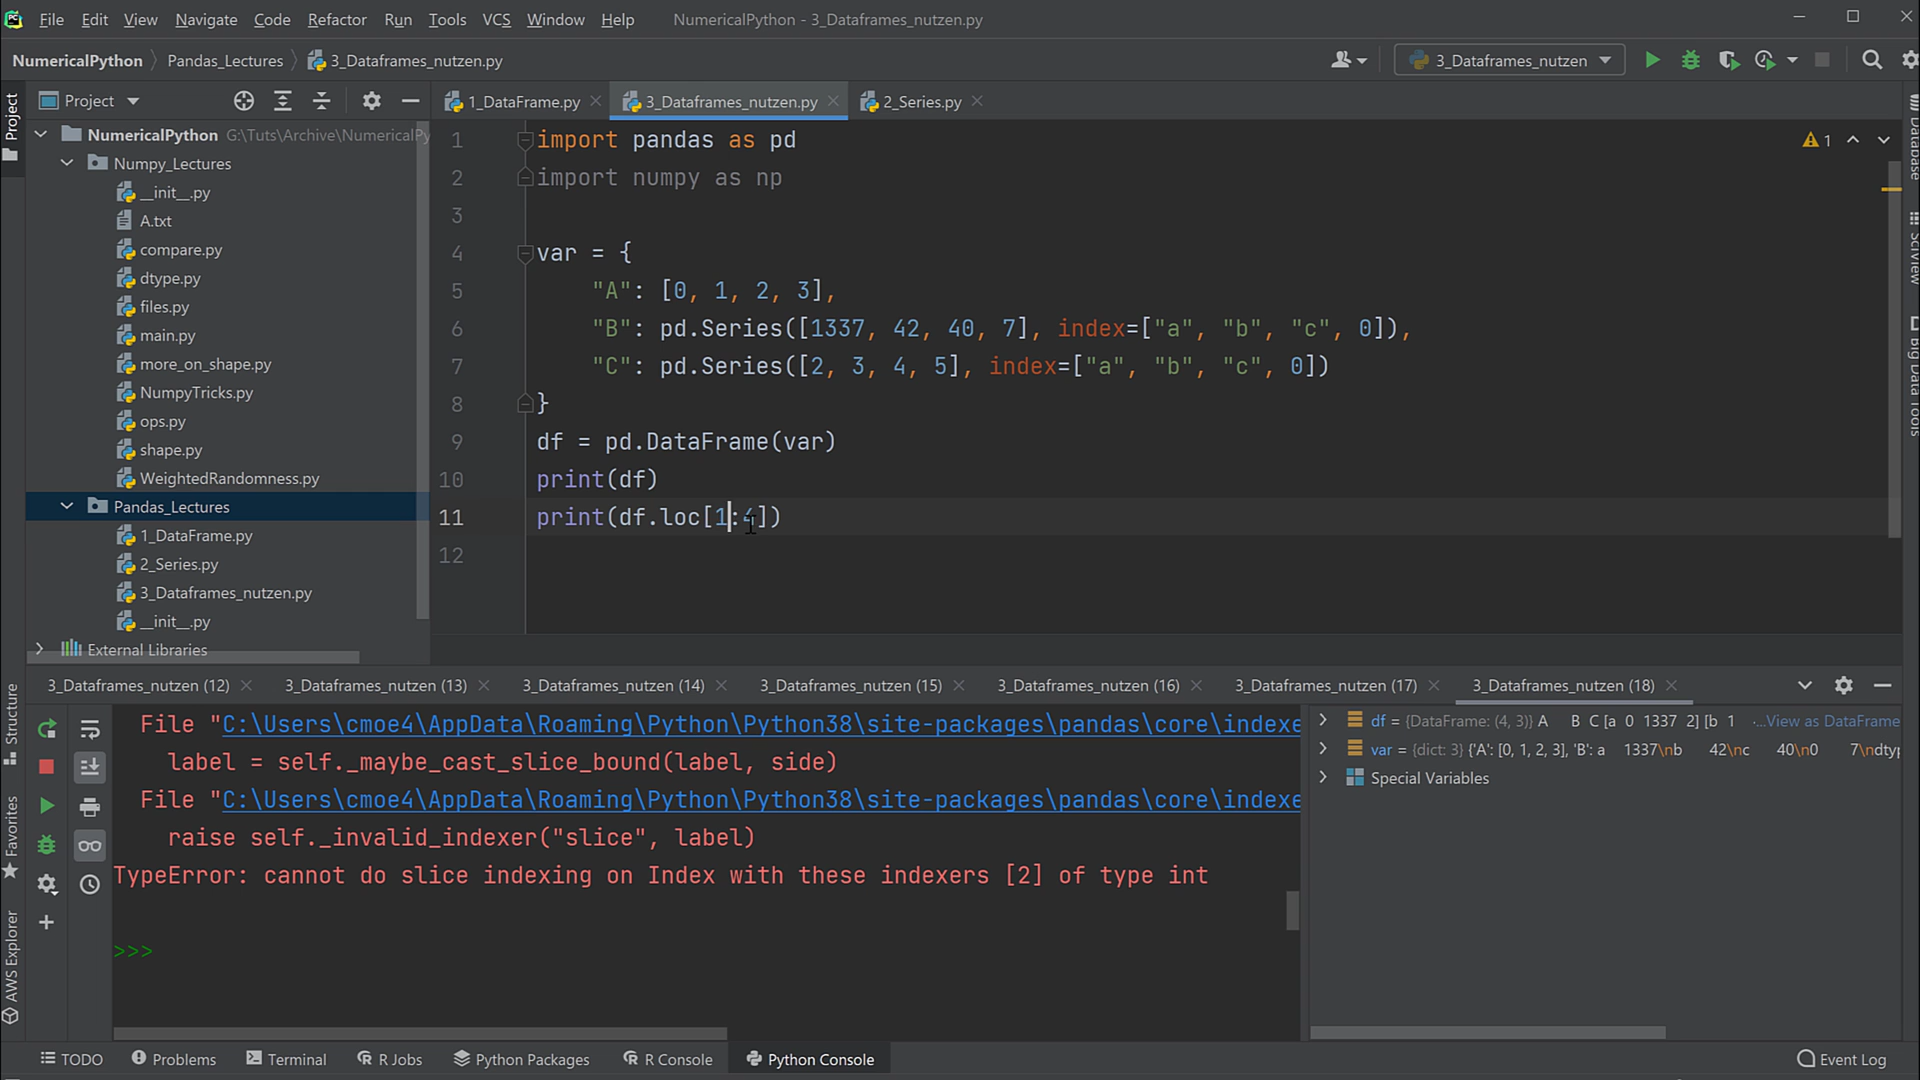 File Edit View Navigate Code Refactor Run Tools VCS Window Help NumericalPython - 3_Dataframes_nutzen.py
NumericalPython Pandas_Lectures 3_Dataframes_nutzen.py 3_Dataframes_nutzen
Project
Project
1_DataFrame.py
3_Dataframes_nutzen.py
2_Series.py
NumericalPython G:\Tuts\Archive\NumericalPy
Numpy_Lectures
__init__.py
A.txt
compare.py
dtype.py
files.py
main.py
more_on_shape.py
NumpyTricks.py
ops.py
shape.py
WeightedRandomness.py
Pandas_Lectures
1_DataFrame.py
2_Series.py
3_Dataframes_nutzen.py
__init__.py
External Libraries
1 import pandas as pd
2 import numpy as np
3
4 var = {
5 "A": [0, 1, 2, 3],
6 "B": pd.Series([1337, 42, 40, 7], index=["a", "b", "c", 0]),
7 "C": pd.Series([2, 3, 4, 5], index=["a", "b", "c", 0])
8 }
9 df = pd.DataFrame(var)
10 print(df)
11 print(df.loc[1:4])
12
1
Database
SciView
Big Data Tools
3_Dataframes_nutzen (12) 3_Dataframes_nutzen (13) 3_Dataframes_nutzen (14) 3_Dataframes_nutzen (15) 3_Dataframes_nutzen (16) 3_Dataframes_nutzen (17) 3_Dataframes_nutzen (18)
File "C:\Users\cmoe4\AppData\Roaming\Python\Python38\site-packages\pandas\core\indexe
label = self._maybe_cast_slice_bound(label, side)
File "C:\Users\cmoe4\AppData\Roaming\Python\Python38\site-packages\pandas\core\indexe
raise self._invalid_indexer("slice", label)
TypeError: cannot do slice indexing on Index with these indexers [2] of type int
>>>
df = {DataFrame: (4, 3)} A B C [a 0 1337 2] [b 1 ...View as DataFrame
var = {dict: 3} {'A': [0, 1, 2, 3], 'B': a 1337\nb 42\nc 40\n0 7\ndtyp
Special Variables
Structure
Favorites
AWS Explorer
TODO Problems Terminal R Jobs Python Packages R Console Python Console Event Log